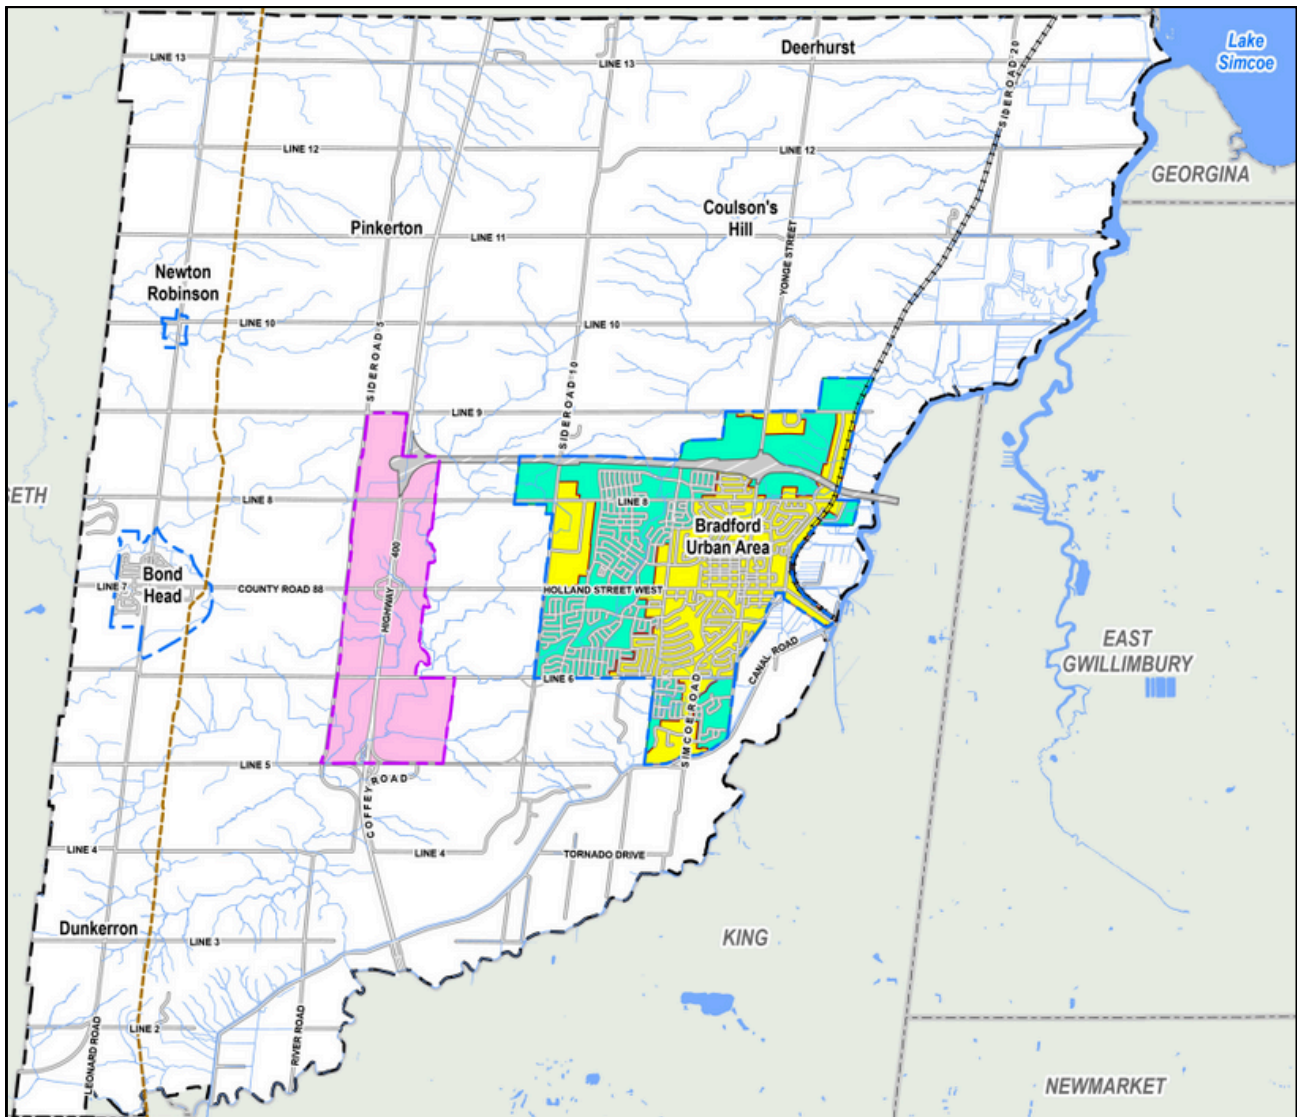 Deerhurst
Lake
Simcoe
LINE 13
LINE 13
SIDEROAD 20
LINE 12
LINE 12
GEORGINA
Coulson's
Hill
Pinkerton
LINE 11
YONGE STREET
Newton
Robinson
LINE 10
LINE 10
SIDEROAD 5
SIDEROAD 10
LINE 9
ESETH
LINE 8
LINE 8
Bradford
Urban Area
HIGHWAY 400
Bond
Head
LINE 7
COUNTY ROAD 88
HOLLAND STREET WEST
EAST
GWILLIMBURY
CANAL ROAD
LINE 6
SIMCOE ROAD
LINE 5
COFFEY ROAD
LINE 4
LINE 4
TORNADO DRIVE
Dunkerron
LINE 3
KING
LINE 2
LEONARD ROAD
RIVER ROAD
NEWMARKET